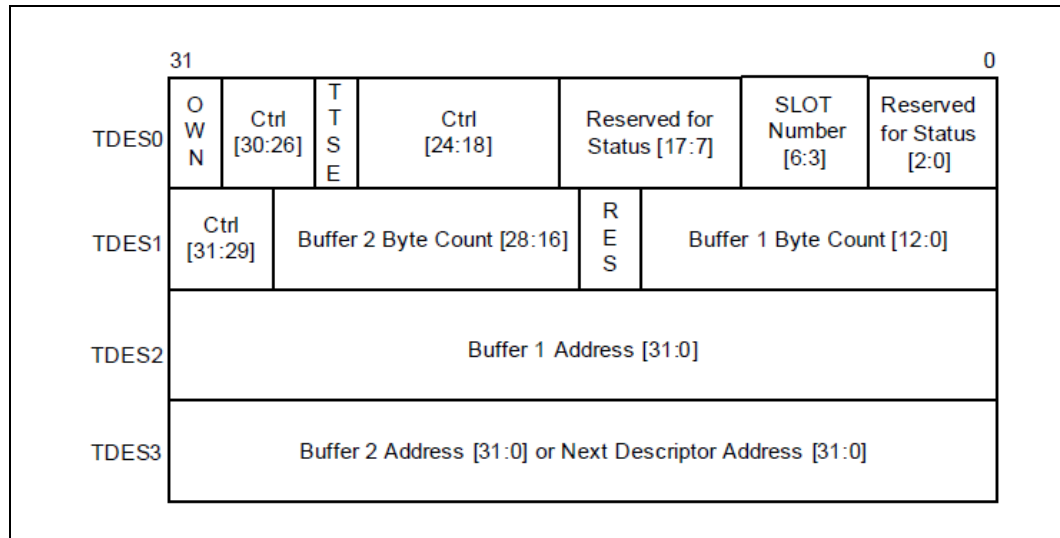 31 0
TDES0
OWN
Ctrl
[30:26]
TTSE
Ctrl
[24:18]
Reserved for
Status [17:7]
SLOT
Number
[6:3]
Reserved
for Status
[2:0]
TDES1
Ctrl
[31:29]
Buffer 2 Byte Count [28:16]
RES
Buffer 1 Byte Count [12:0]
TDES2
Buffer 1 Address [31:0]
TDES3
Buffer 2 Address [31:0] or Next Descriptor Address [31:0]